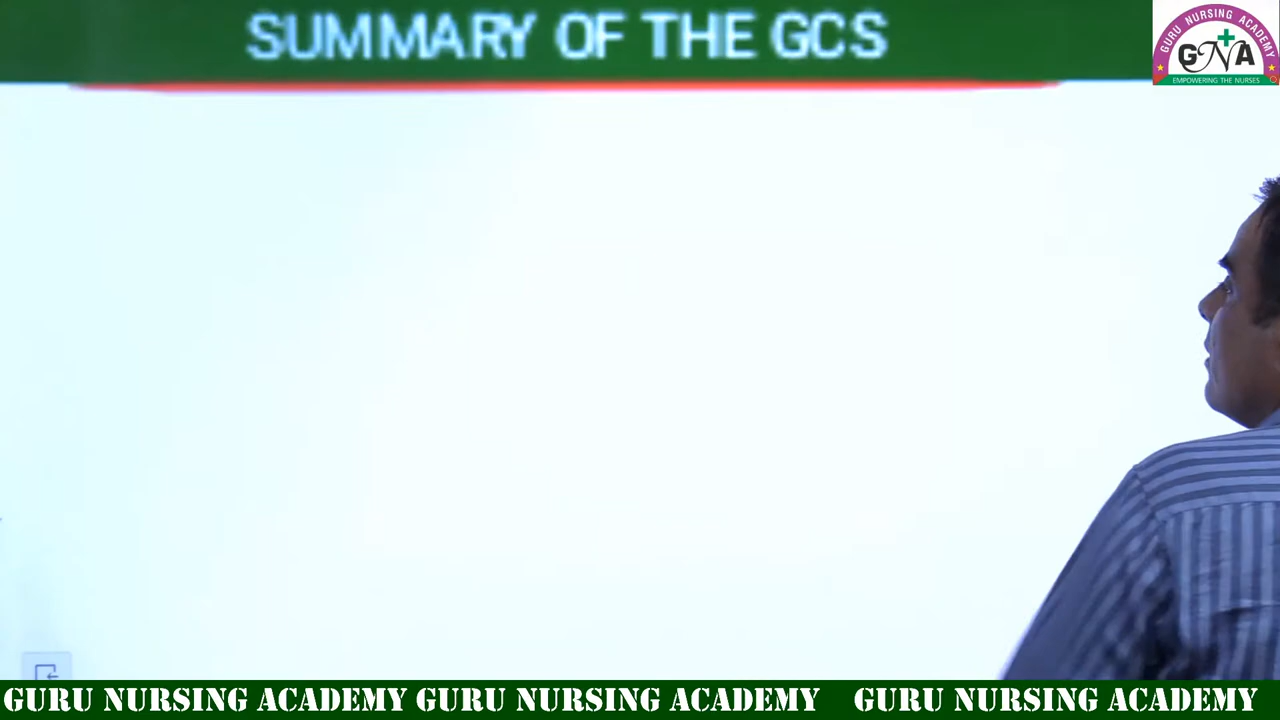 SUMMARY OF THE GCS
GURU NURSING ACADEMY
GNA
EMPOWERING THE NURSES
GURU NURSING ACADEMY GURU NURSING ACADEMY GURU NURSING ACADEMY